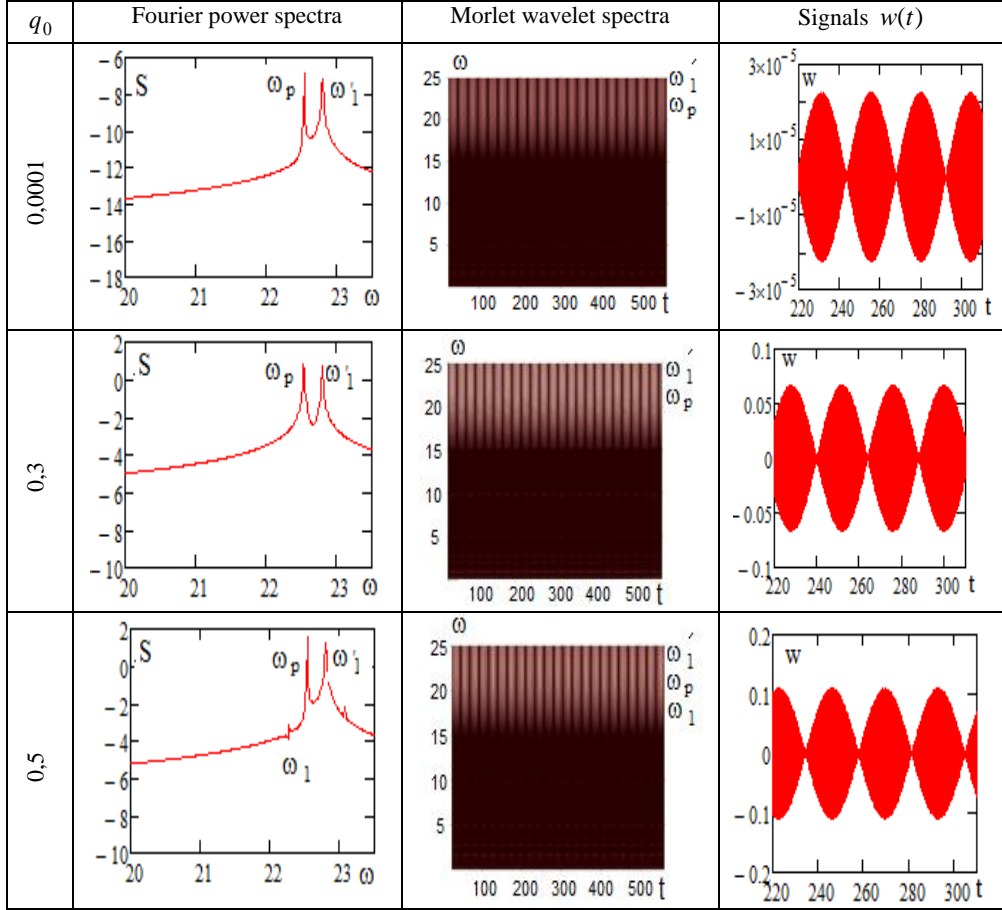 q0 Fourier power spectra Morlet wavelet spectra Signals w(t)
0,0001
−6
−8
−10
−12
−14
−16
−18
S
ωp ω'1
20 21 22 23 ω
ω
25
20
15
10
5
ω'1
ωp
100 200 300 400 500 t
3×10⁻⁵
1×10⁻⁵
−1×10⁻⁵
−3×10⁻⁵
w
220 240 260 280 300 t
0,3
2
0
−2
−4
−6
−8
−10
S
ωp ω'1
20 21 22 23 ω
ω
25
20
15
10
5
ω'1
ωp
100 200 300 400 500 t
0.1
0.05
0
−0.05
−0.1
w
220 240 260 280 300 t
0,5
2
0
−2
−4
−6
−8
−10
S
ωp ω'1
ω1
20 21 22 23 ω
ω
25
20
15
10
5
ω'1
ωp
ω1
100 200 300 400 500 t
0.2
0.1
0
−0.1
−0.2
w
220 240 260 280 300 t